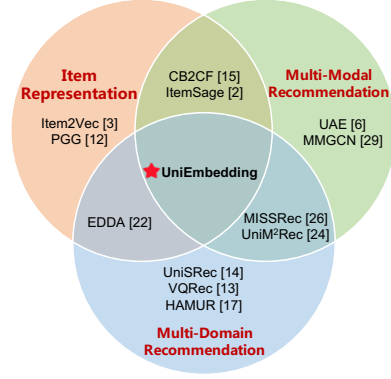 CB2CF [15]
ItemSage [2]
Item
Representation
Multi-Modal
Recommendation
Item2Vec [3]
PGG [12]
UAE [6]
MMGCN [29]
UniEmbedding
EDDA [22]
MISSRec [26]
UniM²Rec [24]
UniSRec [14]
VQRec [13]
HAMUR [17]
Multi-Domain
Recommendation